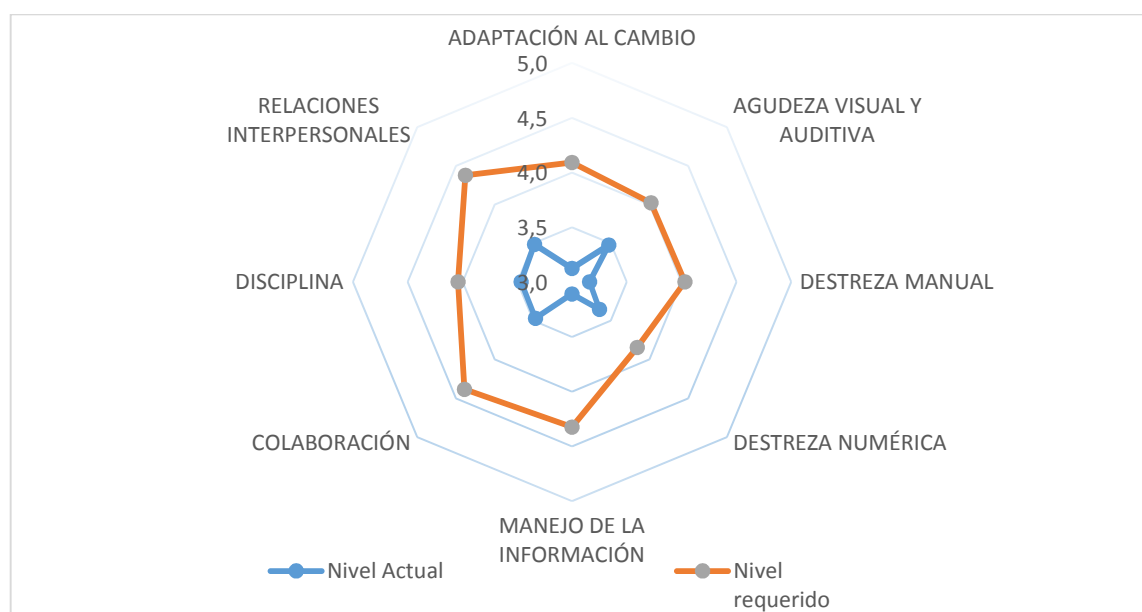 ADAPTACIÓN AL CAMBIO
5,0
4,5
4,0
3,5
3,0
AGUDEZA VISUAL Y
AUDITIVA
DESTREZA MANUAL
DESTREZA NUMÉRICA
MANEJO DE LA
INFORMACIÓN
COLABORACIÓN
DISCIPLINA
RELACIONES
INTERPERSONALES
Nivel Actual
Nivel
requerido